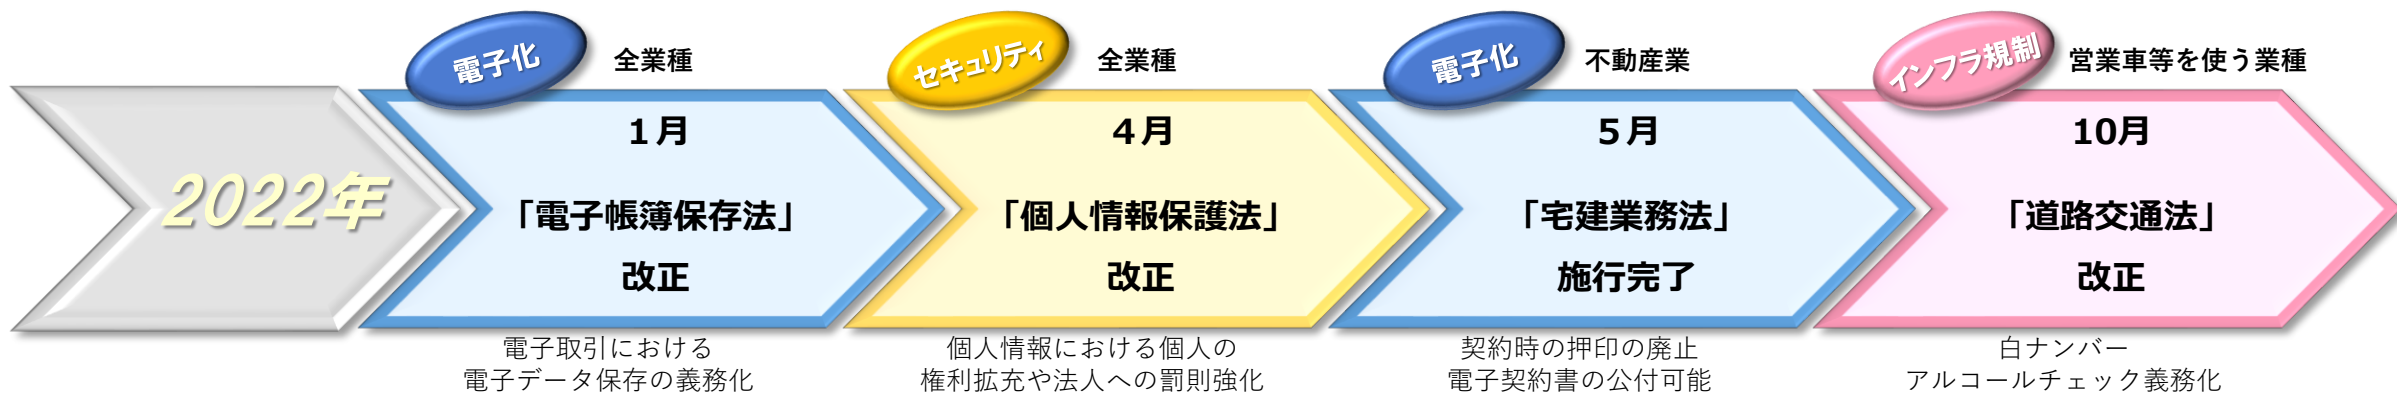 2022年
電子化
全業種
１月
「電子帳簿保存法」
改正
電子取引における
電子データ保存の義務化
セキュリティ
全業種
４月
「個人情報保護法」
改正
個人情報における個人の
権利拡充や法人への罰則強化
電子化
不動産業
５月
「宅建業務法」
施行完了
契約時の押印の廃止
電子契約書の公付可能
インフラ規制
営業車等を使う業種
10月
「道路交通法」
改正
白ナンバー
アルコールチェック義務化